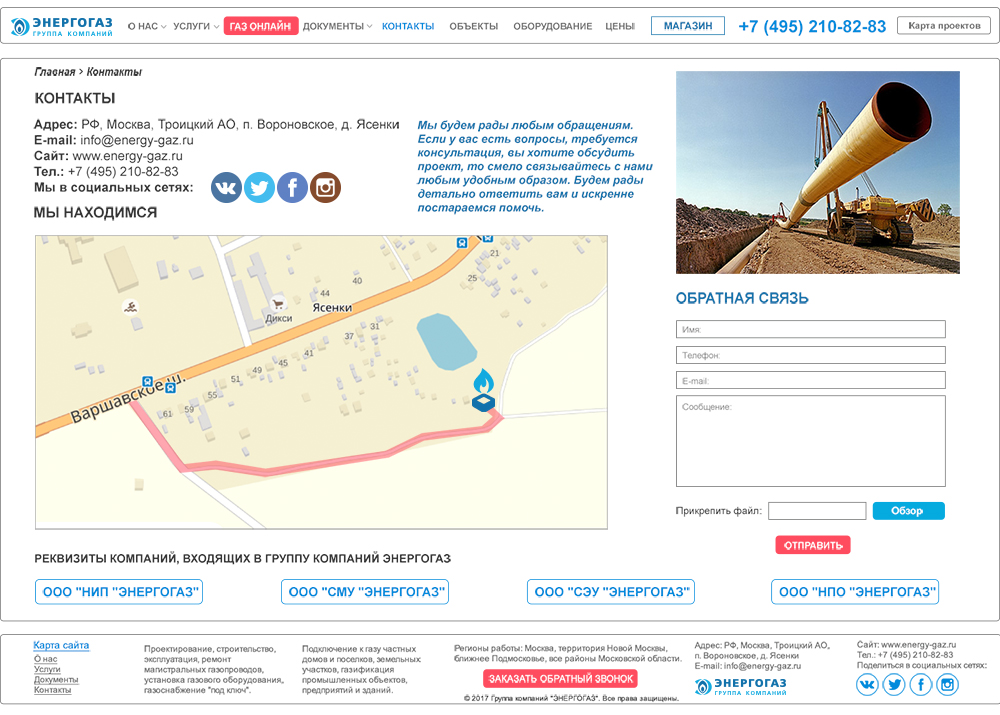 ЭНЕРГОГАЗ
ГРУППА КОМПАНИЙ
О НАС
УСЛУГИ
ГАЗ ОНЛАЙН
ДОКУМЕНТЫ
КОНТАКТЫ
ОБЪЕКТЫ
ОБОРУДОВАНИЕ
ЦЕНЫ
МАГАЗИН
+7 (495) 210-82-83
Карта проектов
Главная > Контакты
КОНТАКТЫ
Адрес: РФ, Москва, Троицкий АО, п. Вороновское, д. Ясенки
E-mail: info@energy-gaz.ru
Сайт: www.energy-gaz.ru
Тел.: +7 (495) 210-82-83
Мы в социальных сетях:
Мы будем рады любым обращениям.
Если у вас есть вопросы, требуется
консультация, вы хотите обсудить
проект, то смело связывайтесь с нами
любым удобным образом. Будем рады
детально ответить вам и искренне
постараемся помочь.
МЫ НАХОДИМСЯ
21
25
40
44
Ясенки
Дикси
31
37
41
45
49
51
55
59
61
Варшавское ш.
ОБРАТНАЯ СВЯЗЬ
Имя:
Телефон:
E-mail:
Сообщение:
Прикрепить файл:
Обзор
ОТПРАВИТЬ
РЕКВИЗИТЫ КОМПАНИЙ, ВХОДЯЩИХ В ГРУППУ КОМПАНИЙ ЭНЕРГОГАЗ
ООО "НИП "ЭНЕРГОГАЗ"
ООО "СМУ "ЭНЕРГОГАЗ"
ООО "СЭУ "ЭНЕРГОГАЗ"
ООО "НПО "ЭНЕРГОГАЗ"
Карта сайта
О нас
Услуги
Документы
Контакты
Проектирование, строительство,
эксплуатация, ремонт
магистральных газопроводов,
установка газового оборудования,
газоснабжение "под ключ".
Подключение к газу частных
домов и поселков, земельных
участков, газификация
промышленных объектов,
предприятий и зданий.
Регионы работы: Москва, территория Новой Москвы,
ближнее Подмосковье, все районы Московской области.
ЗАКАЗАТЬ ОБРАТНЫЙ ЗВОНОК
© 2017 Группа компаний "ЭНЕРГОГАЗ". Все права защищены.
Адрес: РФ, Москва, Троицкий АО,
п. Вороновское, д. Ясенки
E-mail: info@energy-gaz.ru
ЭНЕРГОГАЗ
ГРУППА КОМПАНИЙ
Сайт: www.energy-gaz.ru
Тел.: +7 (495) 210-82-83
Поделиться в социальных сетях: